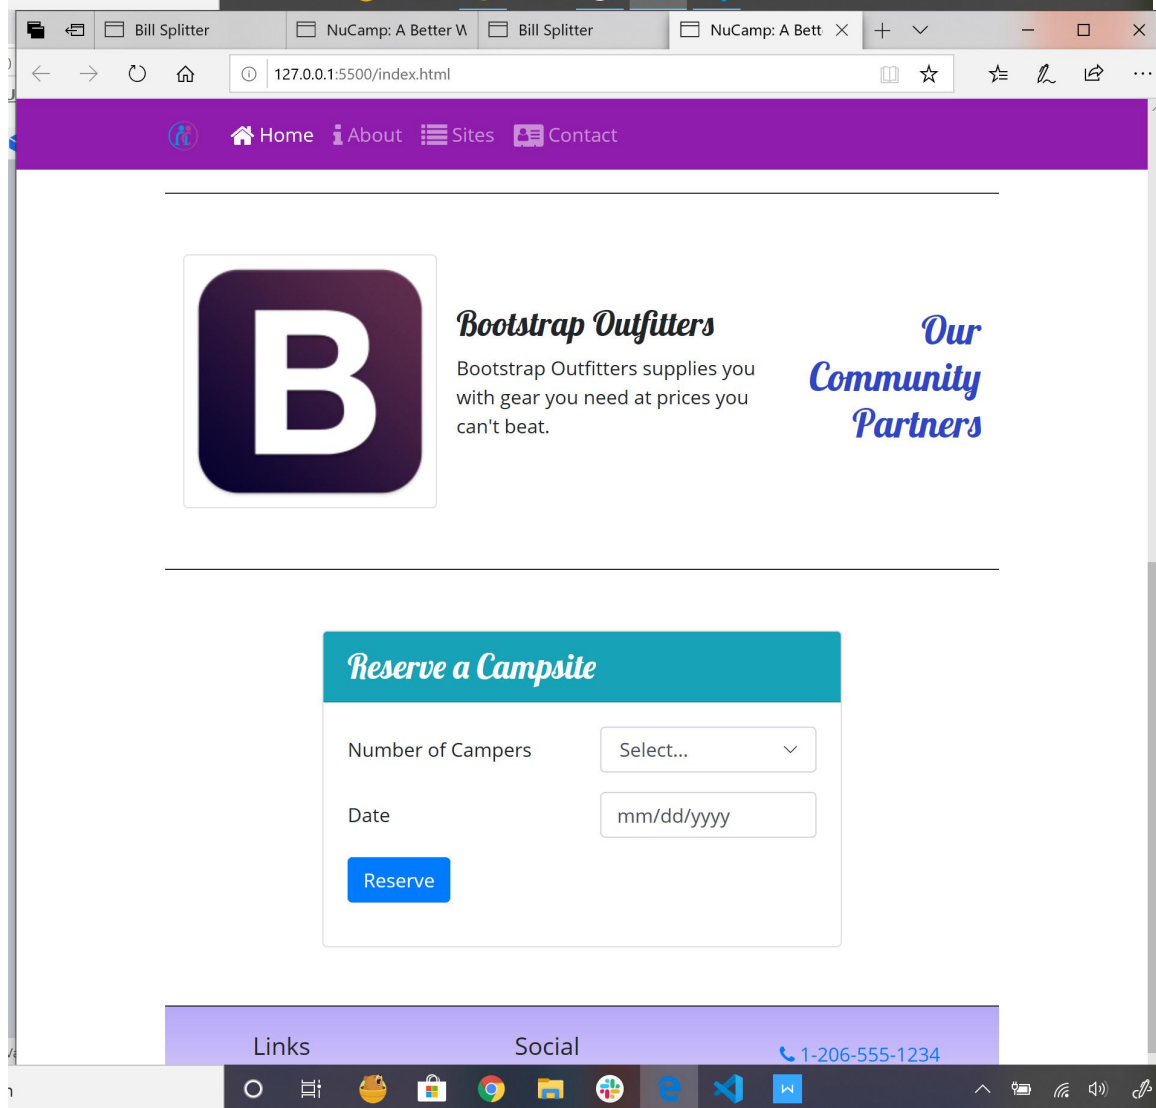 Bill Splitter
NuCamp: A Better W
Bill Splitter
NuCamp: A Bett
127.0.0.1:5500/index.html
Home
About
Sites
Contact
B
Bootstrap Outfitters
Bootstrap Outfitters supplies you
with gear you need at prices you
can't beat.
Our
Community
Partners
Reserve a Campsite
Number of Campers
Select...
Date
mm/dd/yyyy
Reserve
Links
Social
1-206-555-1234